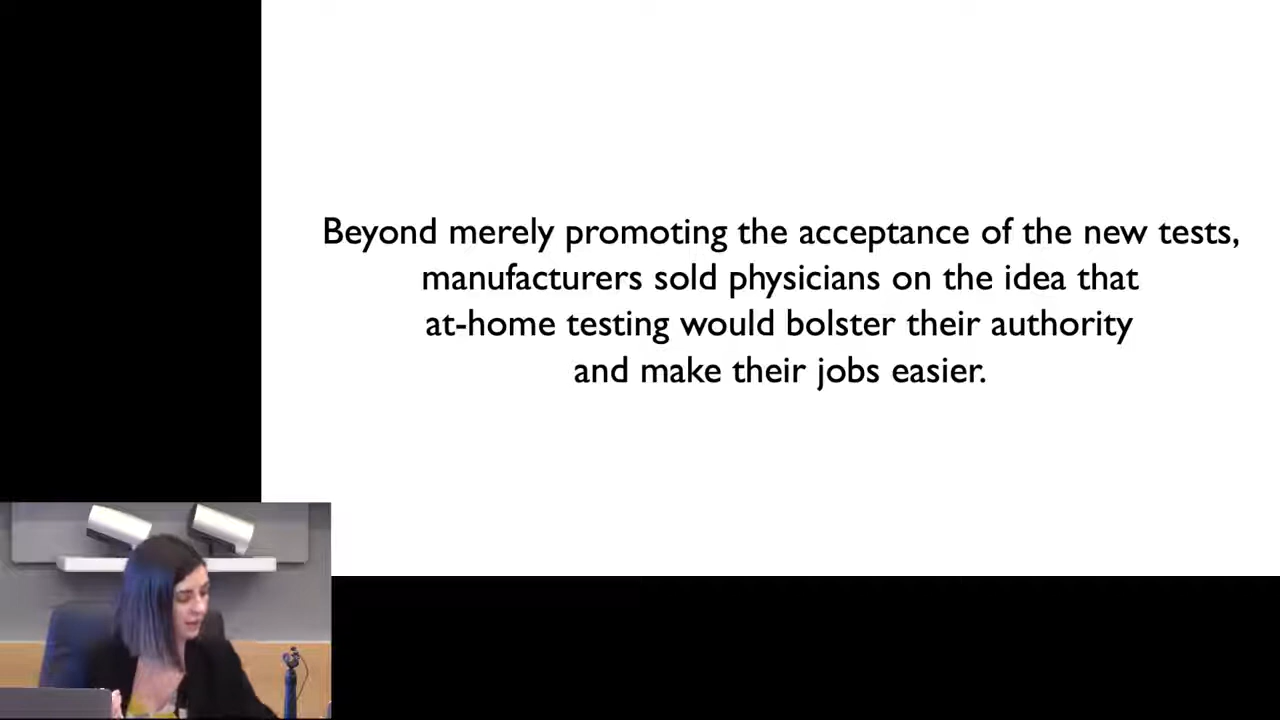 Beyond merely promoting the acceptance of the new tests,
manufacturers sold physicians on the idea that
at-home testing would bolster their authority
and make their jobs easier.